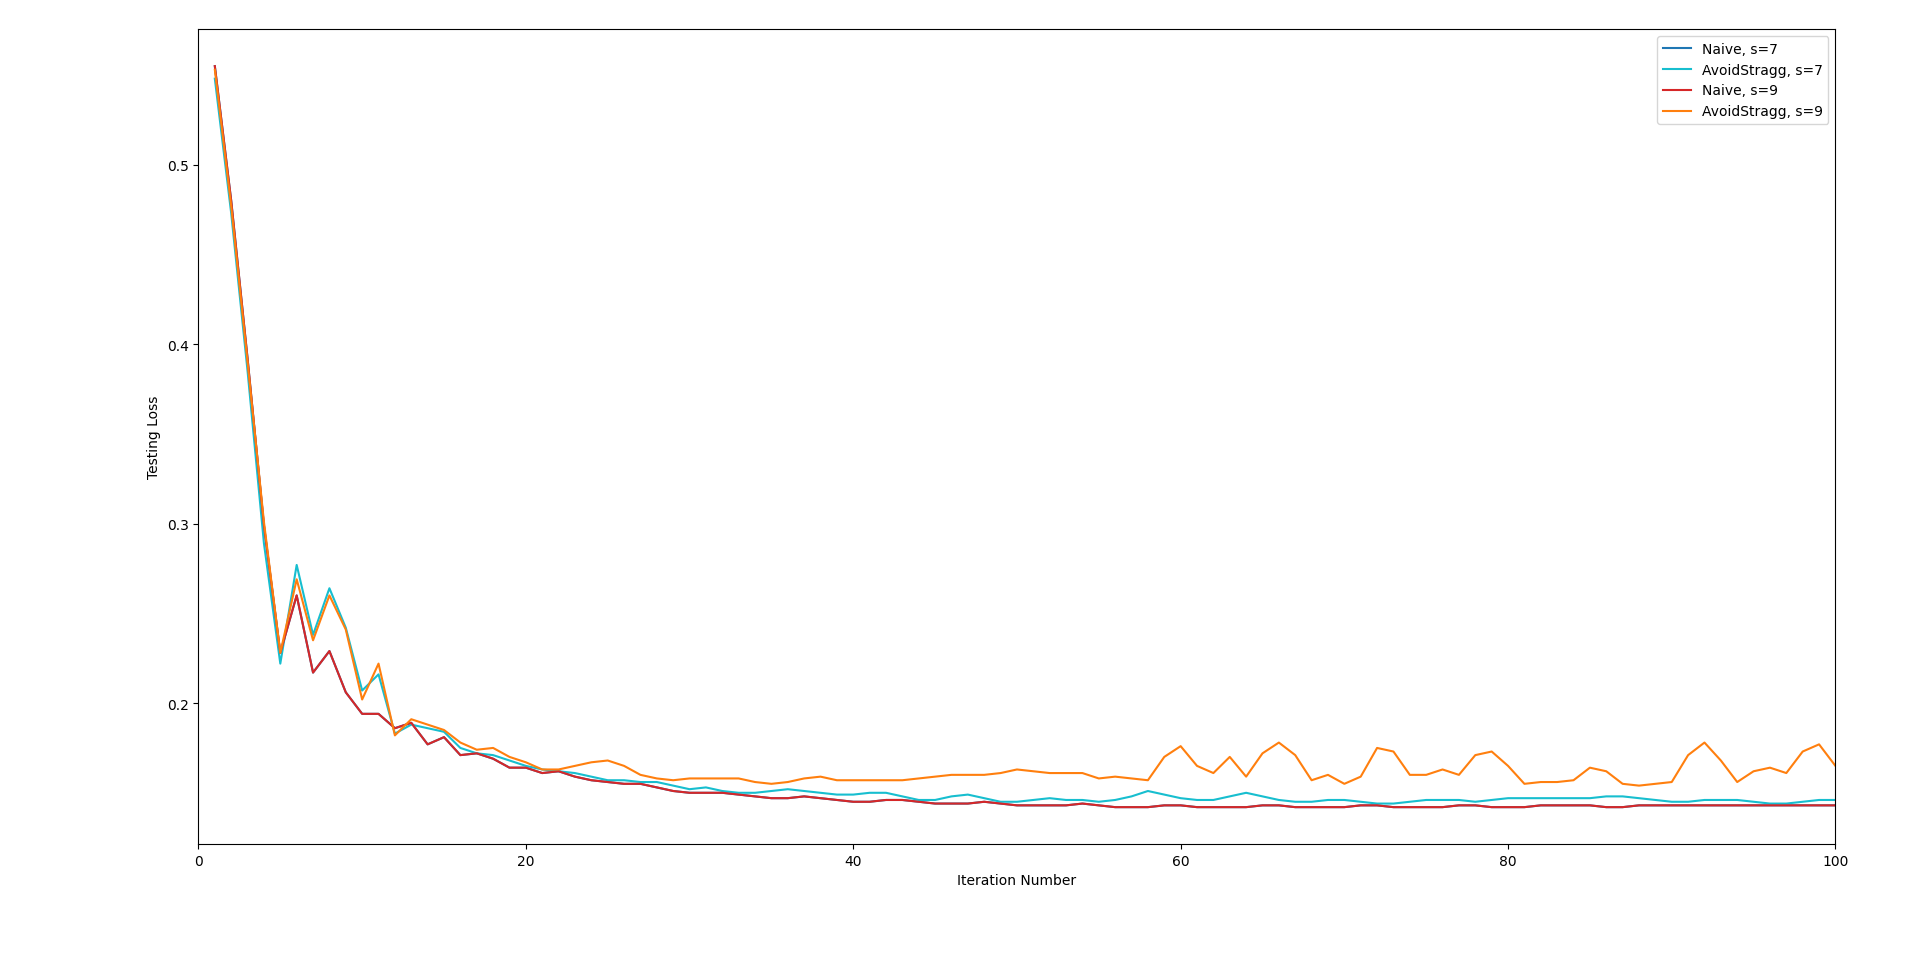 Naive, s=7
AvoidStragg, s=7
Naive, s=9
AvoidStragg, s=9
0.5
0.4
0.3
0.2
Testing Loss
0 20 40 60 80 100
Iteration Number